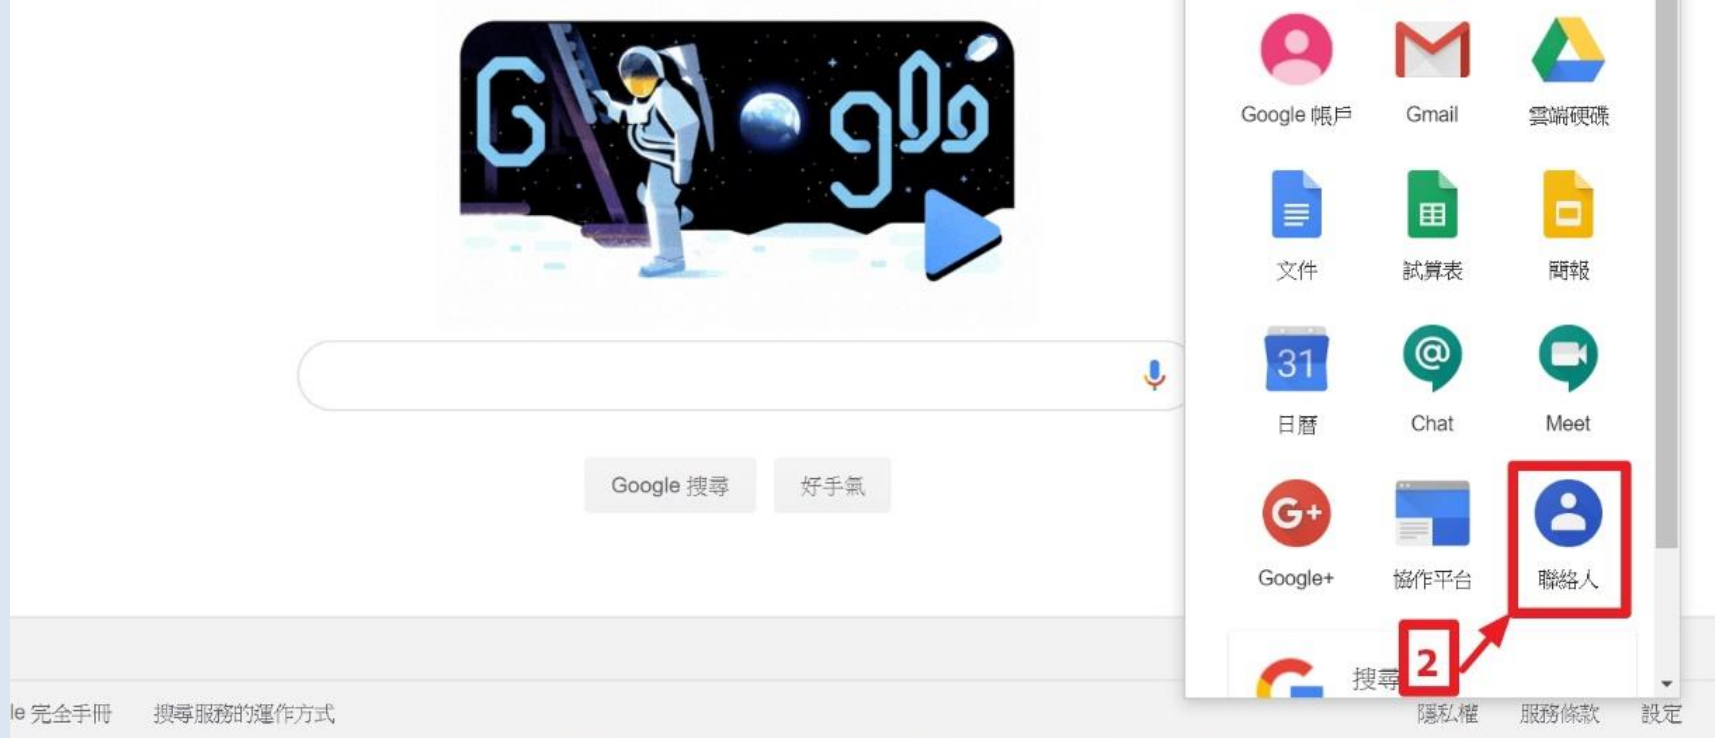 Google 帳戶
Gmail
雲端硬碟
文件
試算表
簡報
31
日曆
Chat
Meet
Google 搜尋
好手氣
G+
Google+
協作平台
聯絡人
2
搜尋
le 完全手冊
搜尋服務的運作方式
隱私權
服務條款
設定